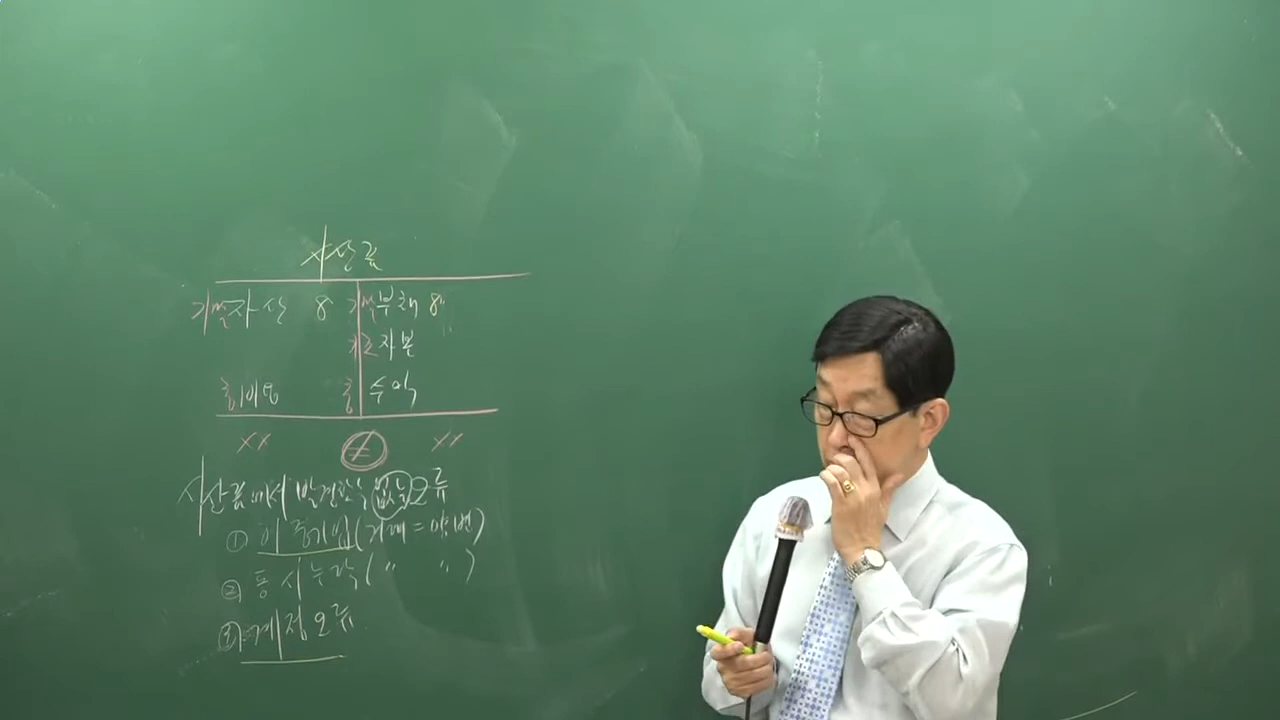 시산표
기말자산 8 기말부채 8
기초자본
총비용 총수익
xx ≠ xx
시산표에서 발견할 수 없는 오류
① 이중기입(거래=양변)
② 동시누락( " " )
③ 계정오류